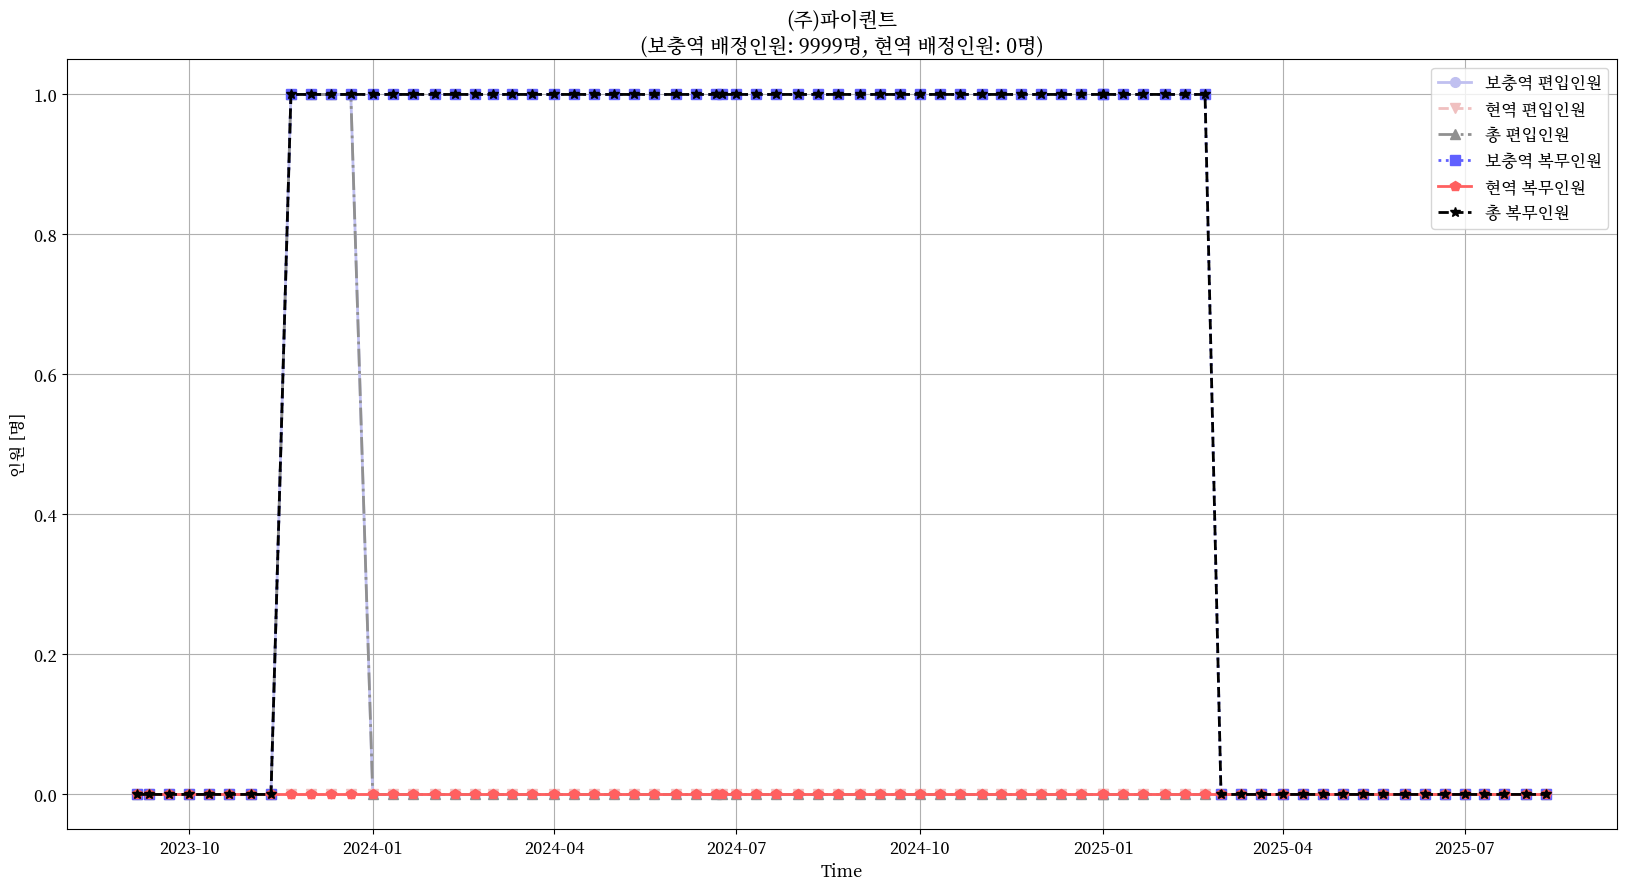 (주)파이퀀트
(보충역 배정인원: 9999명, 현역 배정인원: 0명)
보충역 편입인원
현역 편입인원
총 편입인원
보충역 복무인원
현역 복무인원
총 복무인원
인원 [명]
1.0
0.8
0.6
0.4
0.2
0.0
2023-10
2024-01
2024-04
2024-07
2024-10
2025-01
2025-04
2025-07
Time